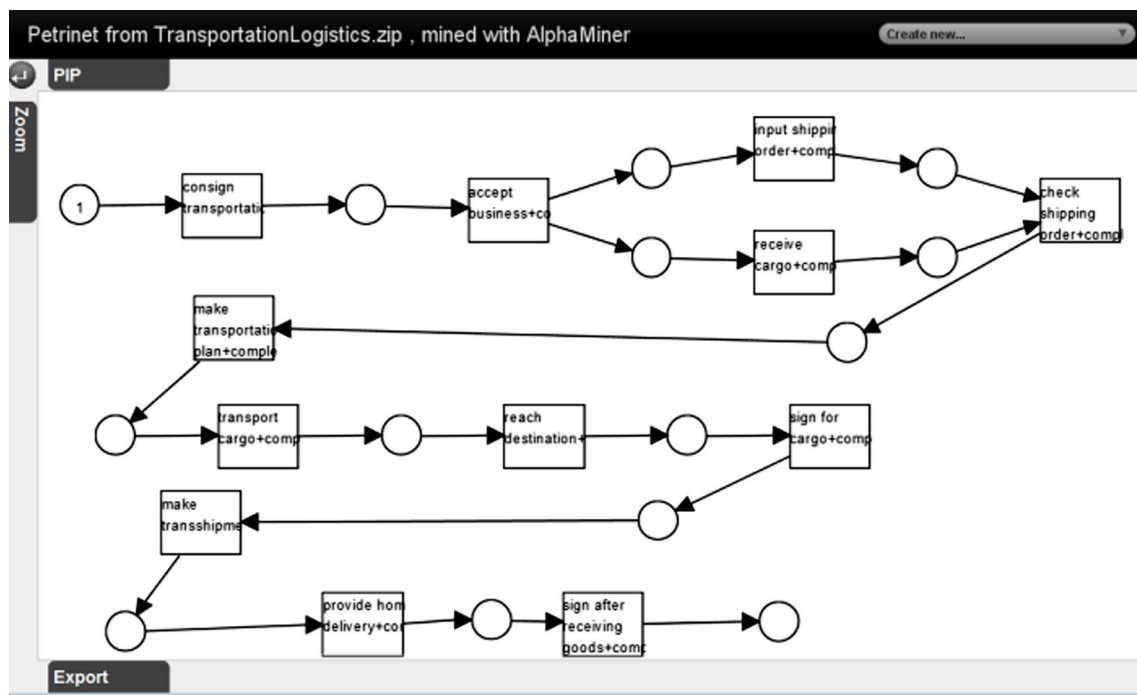 Petrinet from TransportationLogistics.zip , mined with AlphaMiner
Create new...
PIP
Zoom
1
consign
transportatic
accept
business+co
input shippin
order+comp
receive
cargo+comp
check
shipping
order+compl
make
transportatic
plan+comple
transport
cargo+comp
reach
destination+
sign for
cargo+comp
make
transshipme
provide hom
delivery+cor
sign after
receiving
goods+comp
Export